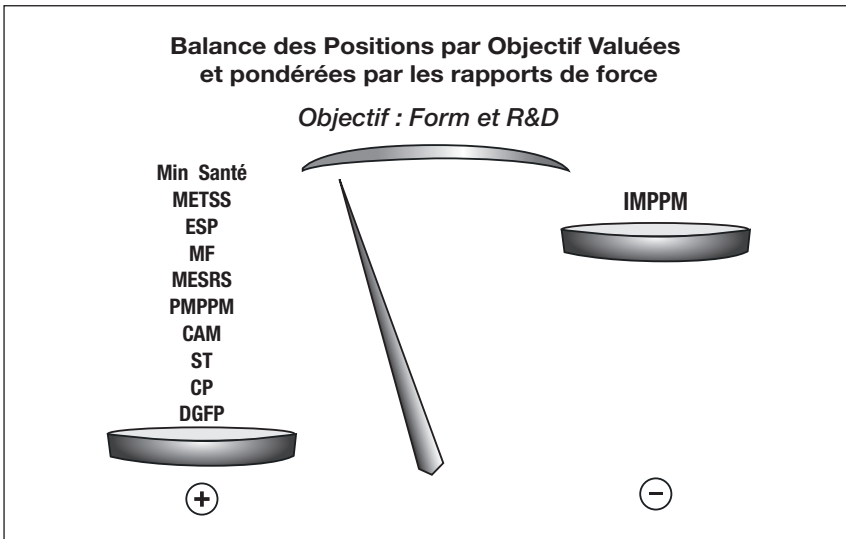 Balance des Positions par Objectif Valuées
et pondérées par les rapports de force
Objectif : Form et R&D
Min Santé
METSS
ESP
MF
MESRS
PMPPM
CAM
ST
CP
DGFP
+
IMPPM
−